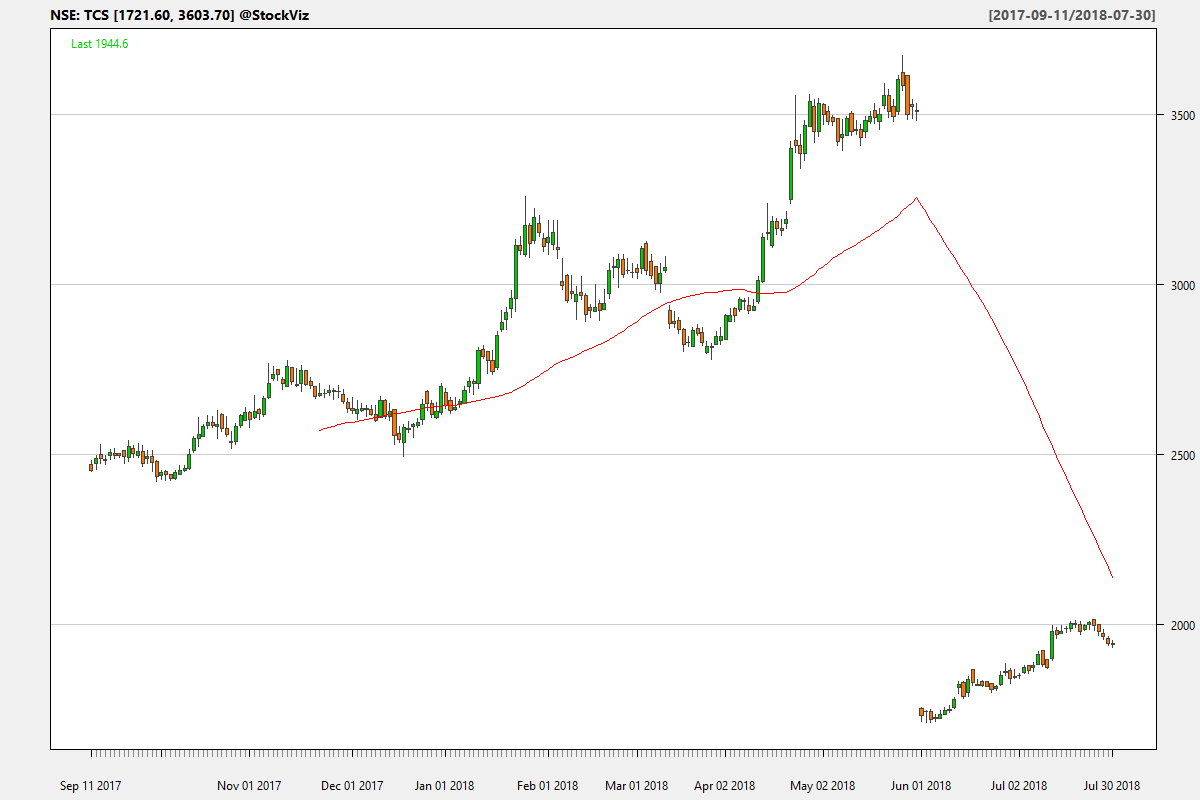 NSE: TCS [1721.60, 3603.70] @StockViz [2017-09-11/2018-07-30]
Last 1944.6
3500
3000
2500
2000
Sep 11 2017 Nov 01 2017 Dec 01 2017 Jan 01 2018 Feb 01 2018 Mar 01 2018 Apr 02 2018 May 02 2018 Jun 01 2018 Jul 02 2018 Jul 30 2018